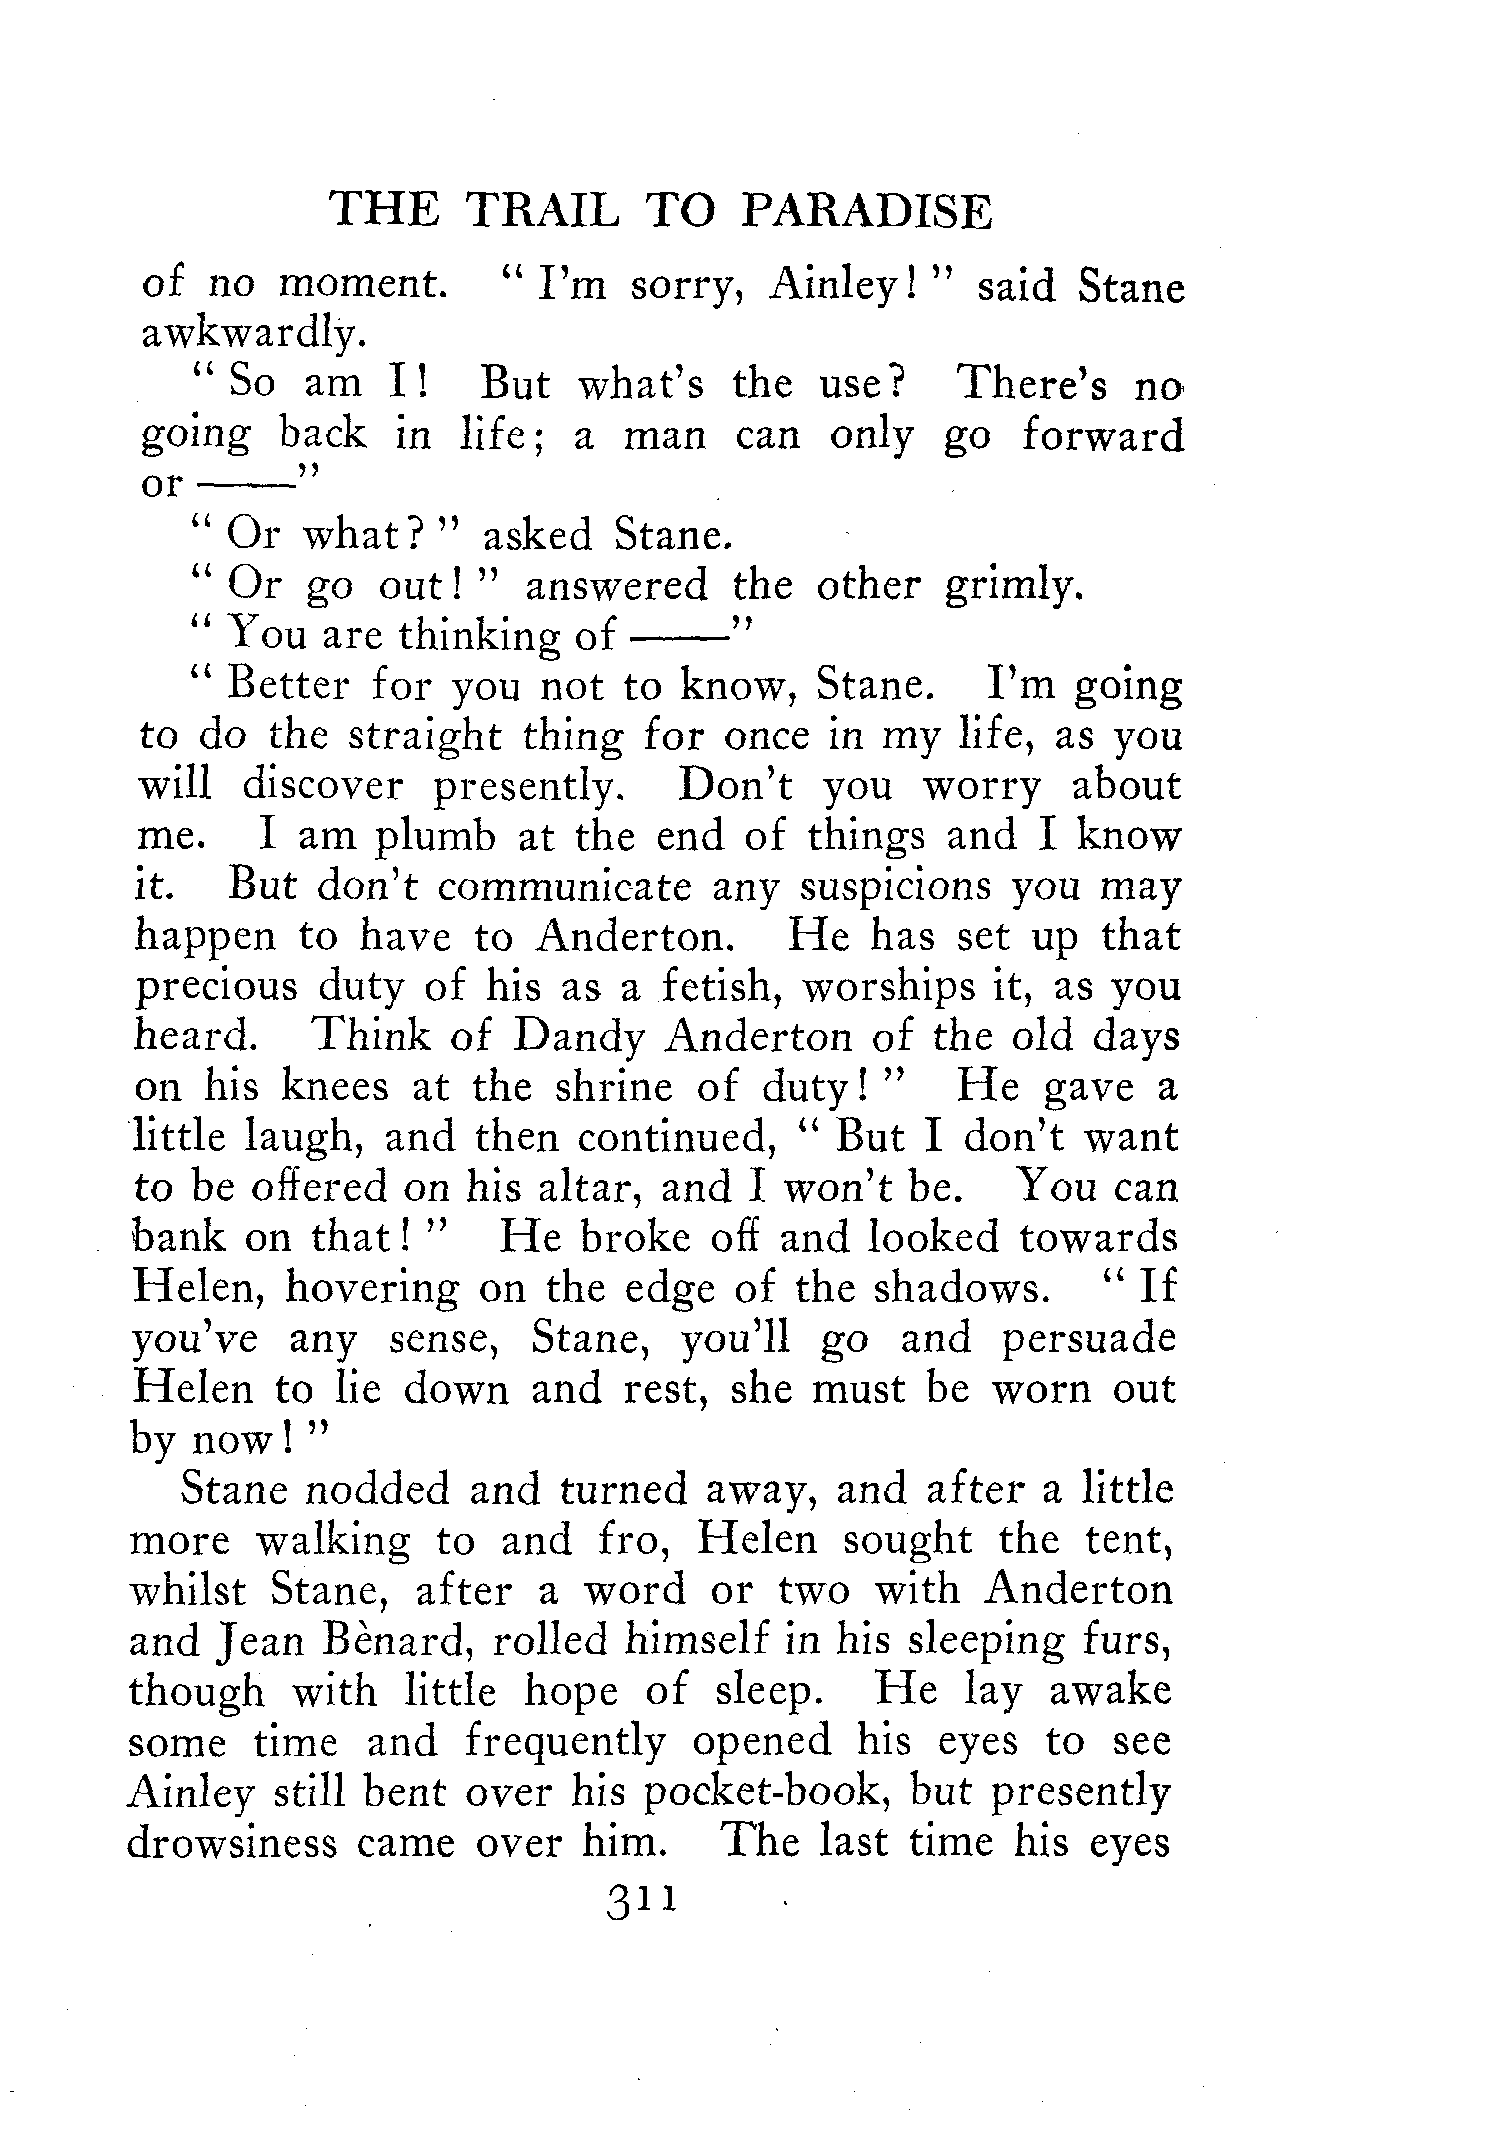 THE TRAIL TO PARADISE
of no moment. “ I’m sorry, Ainley! ” said Stane
awkwardly.
“ So am I! But what’s the use? There’s no
going back in life; a man can only go forward
or ——”
“ Or what? ” asked Stane.
“ Or go out! ” answered the other grimly.
“ You are thinking of ——”
“ Better for you not to know, Stane. I’m going
to do the straight thing for once in my life, as you
will discover presently. Don’t you worry about
me. I am plumb at the end of things and I know
it. But don’t communicate any suspicions you may
happen to have to Anderton. He has set up that
precious duty of his as a fetish, worships it, as you
heard. Think of Dandy Anderton of the old days
on his knees at the shrine of duty! ” He gave a
little laugh, and then continued, “ But I don’t want
to be offered on his altar, and I won’t be. You can
bank on that! ” He broke off and looked towards
Helen, hovering on the edge of the shadows. “ If
you’ve any sense, Stane, you’ll go and persuade
Helen to lie down and rest, she must be worn out
by now! ”
Stane nodded and turned away, and after a little
more walking to and fro, Helen sought the tent,
whilst Stane, after a word or two with Anderton
and Jean Bènard, rolled himself in his sleeping furs,
though with little hope of sleep. He lay awake
some time and frequently opened his eyes to see
Ainley still bent over his pocket-book, but presently
drowsiness came over him. The last time his eyes
311